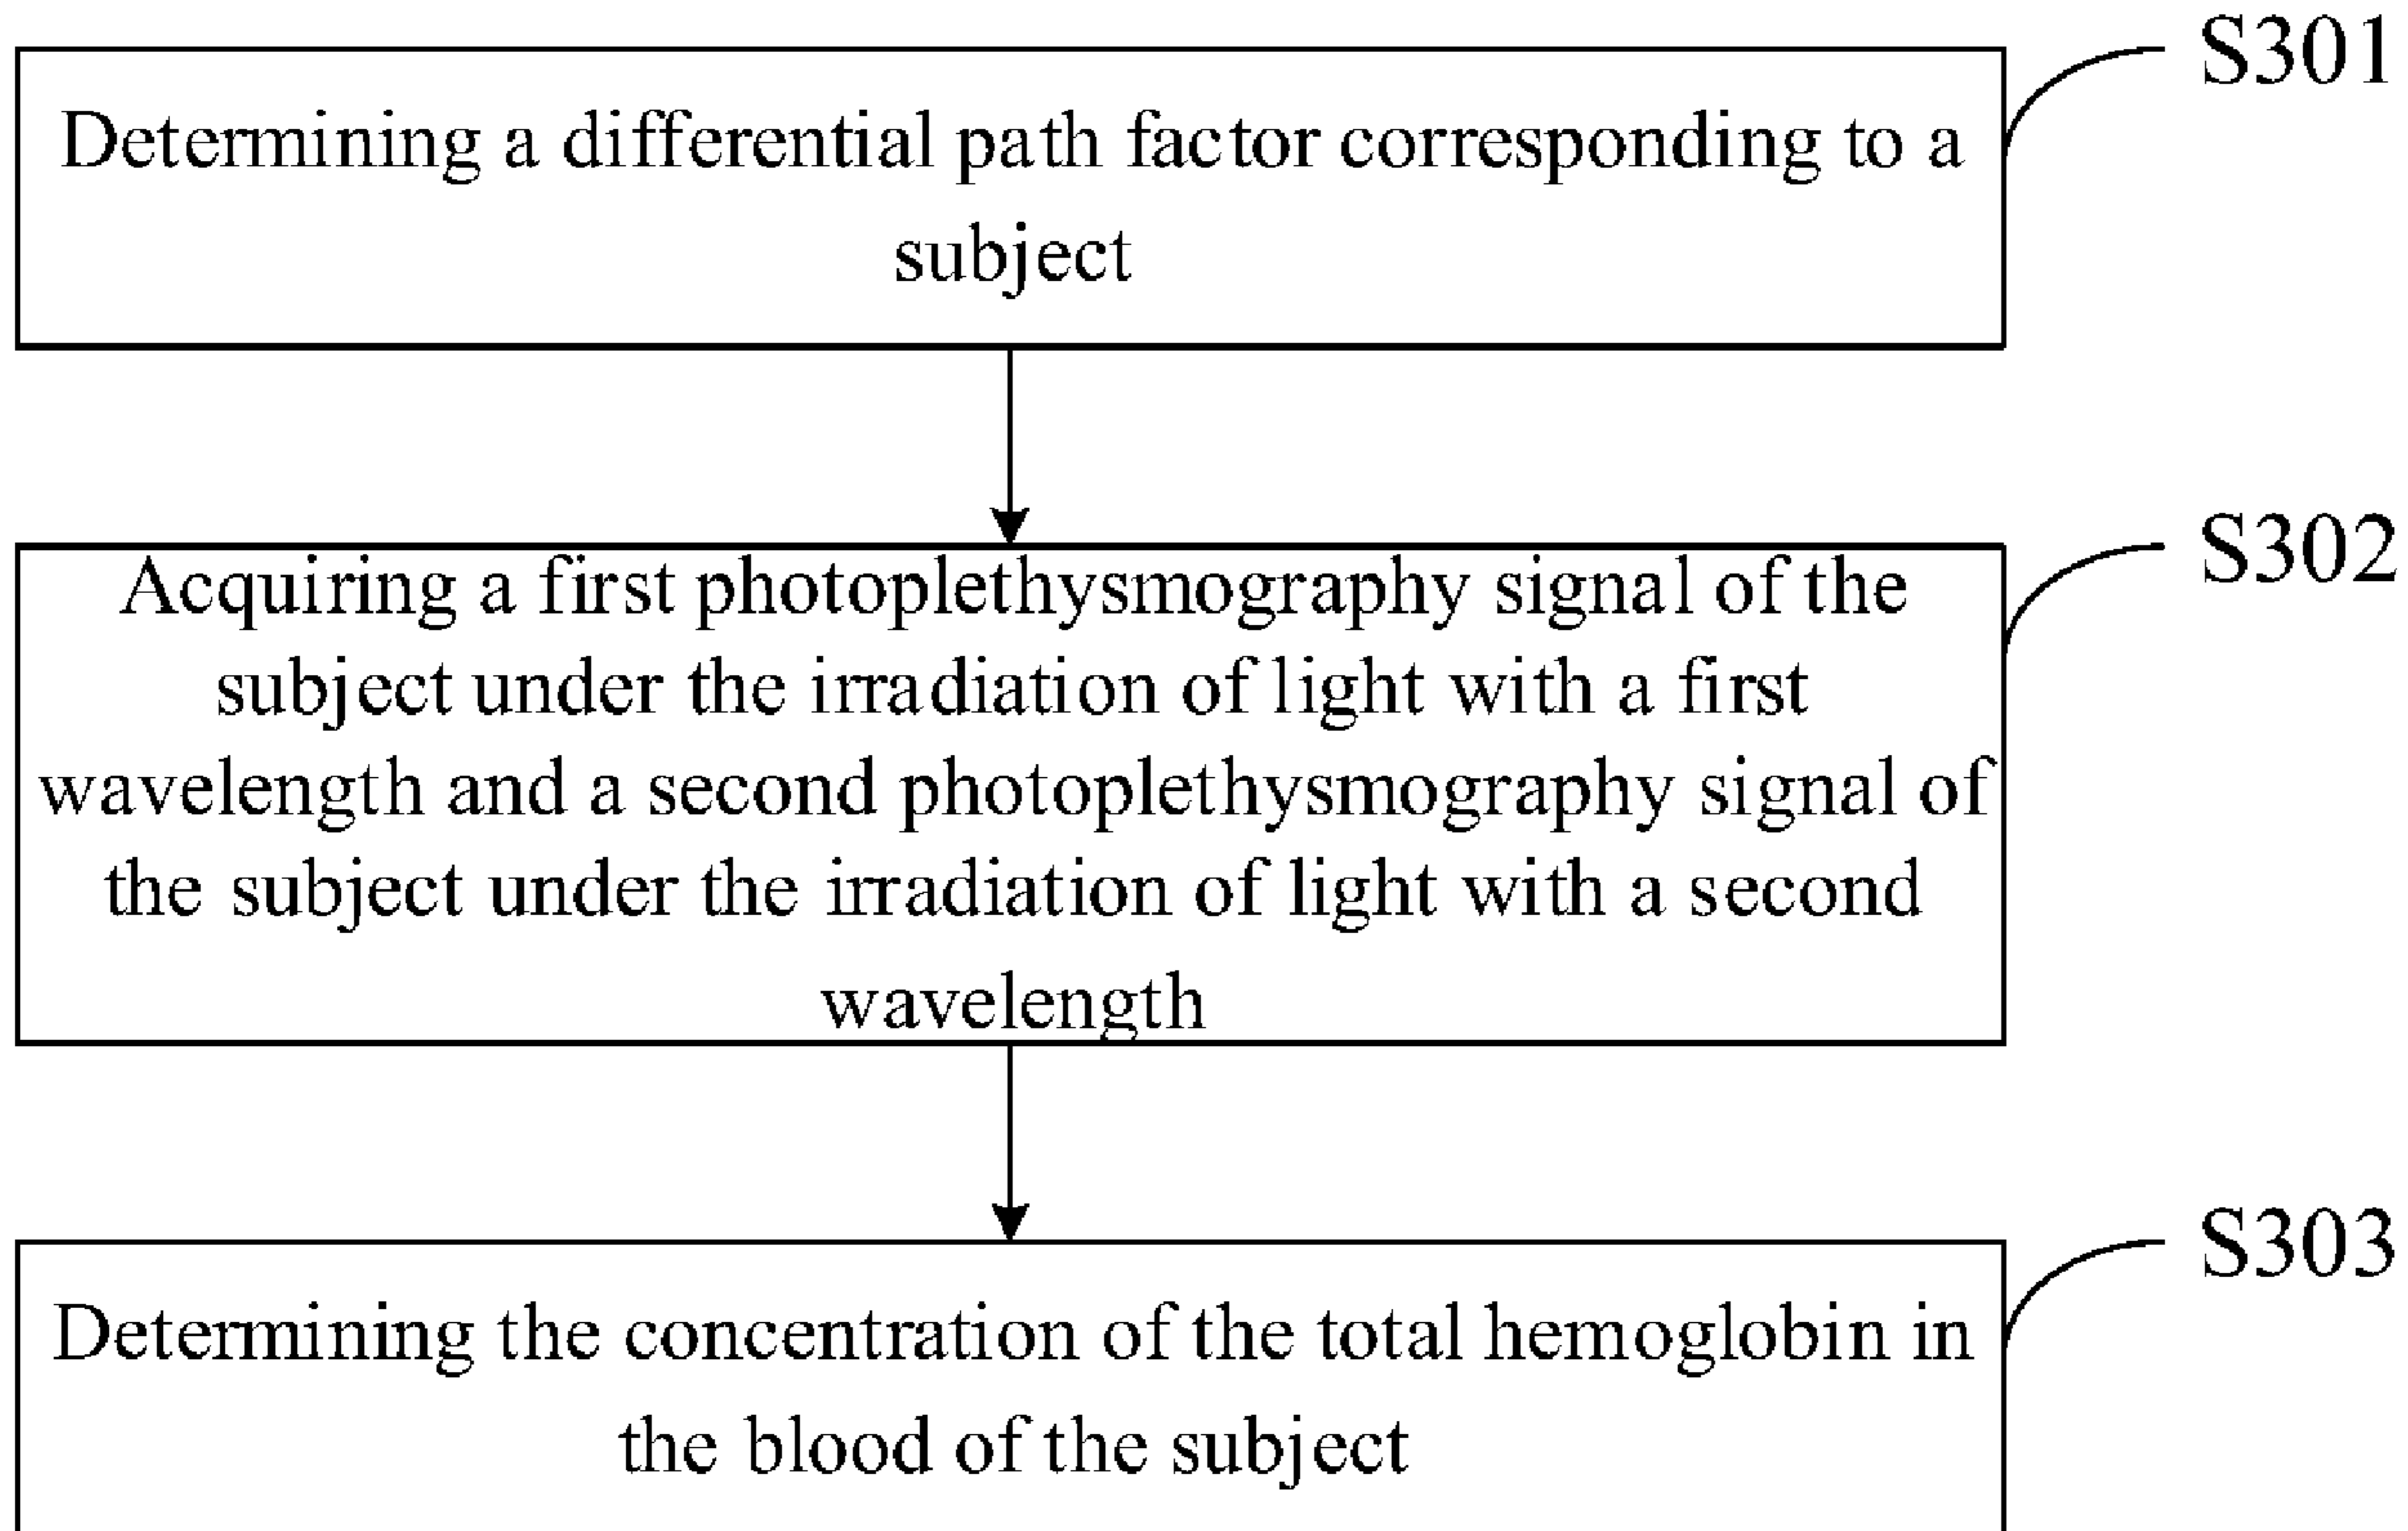 S301
Determining a differential path factor corresponding to a
subject
S302
Acquiring a first photoplethysmography signal of the
subject under the irradiation of light with a first
wavelength and a second photoplethysmography signal of
the subject under the irradiation of light with a second
wavelength
S303
Determining the concentration of the total hemoglobin in
the blood of the subject